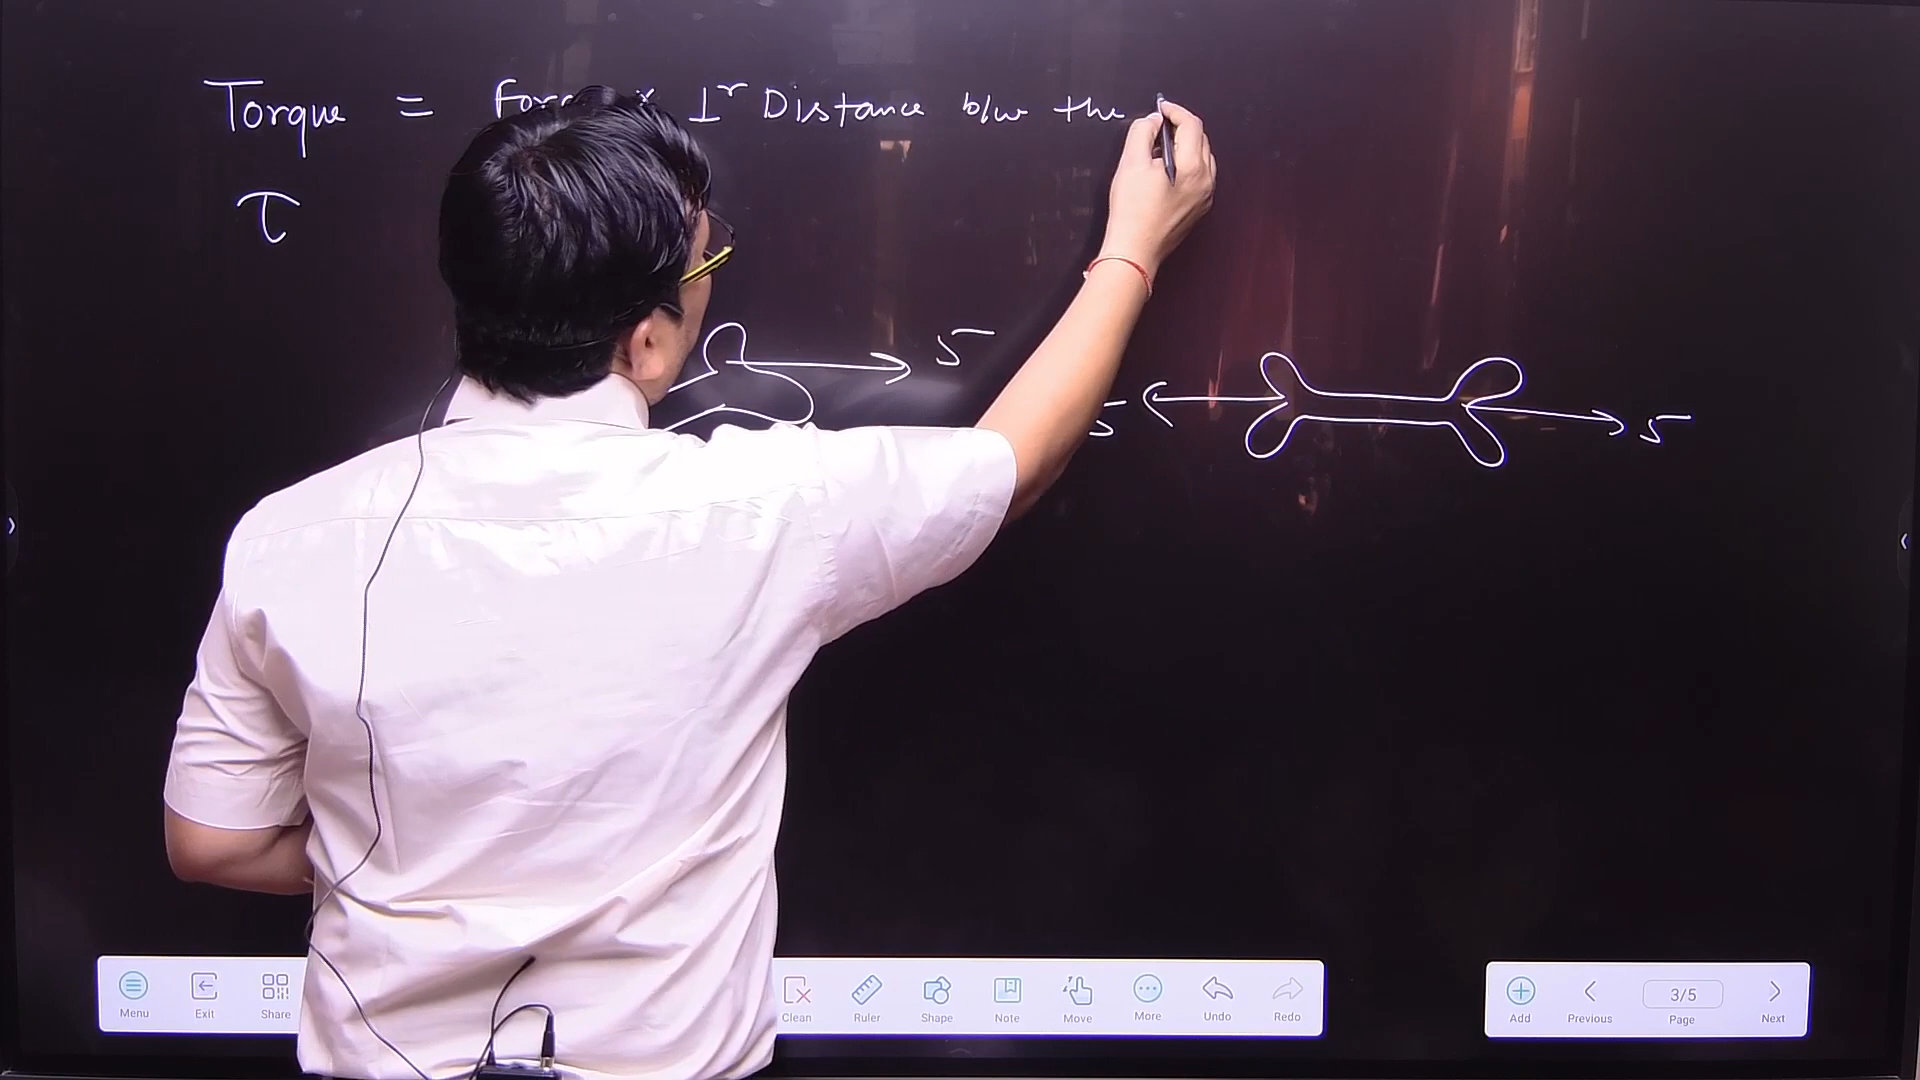 Torque = Force × ⊥r Distance b/w the
τ
5
5
5
Menu Exit Share Clean Ruler Shape Note Move More Undo Redo
Add Previous 3/5 Page Next